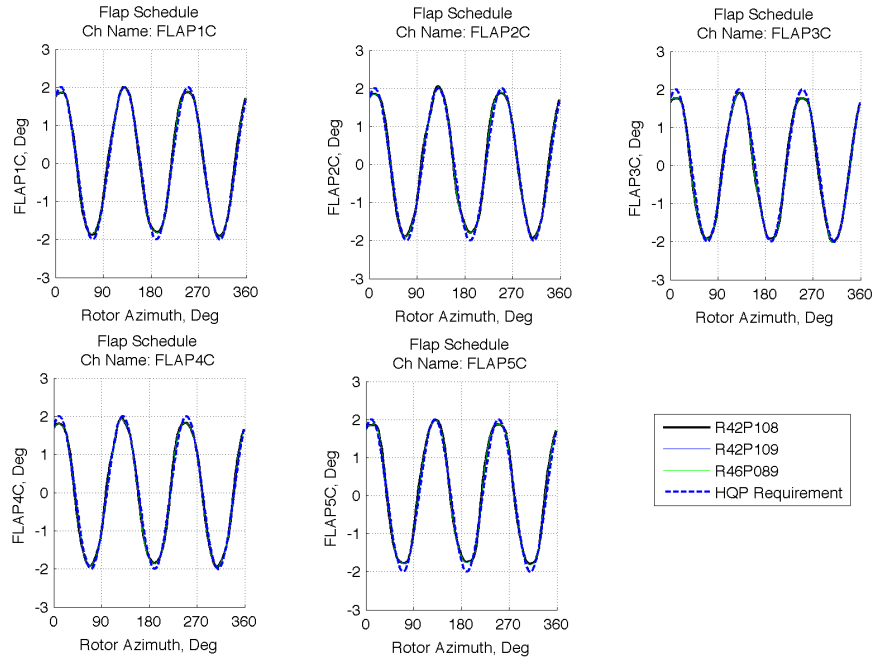 Flap Schedule
Ch Name: FLAP1C
3
2
1
0
-1
-2
-3
FLAP1C, Deg
0 90 180 270 360
Rotor Azimuth, Deg
Flap Schedule
Ch Name: FLAP2C
3
2
1
0
-1
-2
-3
FLAP2C, Deg
0 90 180 270 360
Rotor Azimuth, Deg
Flap Schedule
Ch Name: FLAP3C
3
2
1
0
-1
-2
-3
FLAP3C, Deg
0 90 180 270 360
Rotor Azimuth, Deg
Flap Schedule
Ch Name: FLAP4C
3
2
1
0
-1
-2
-3
FLAP4C, Deg
0 90 180 270 360
Rotor Azimuth, Deg
Flap Schedule
Ch Name: FLAP5C
3
2
1
0
-1
-2
-3
FLAP5C, Deg
0 90 180 270 360
Rotor Azimuth, Deg
R42P108
R42P109
R46P089
HQP Requirement